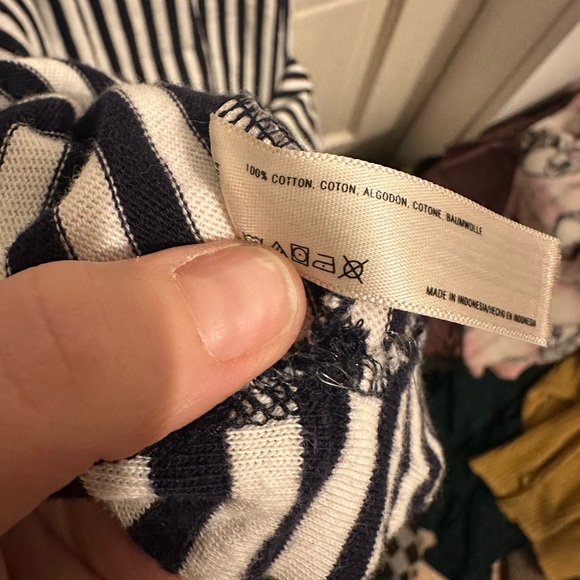 100% COTTON, COTON, ALGODÓN, COTONE, BAUMWOLLE
MADE IN INDONESIA/HECHO EN INDONESIA